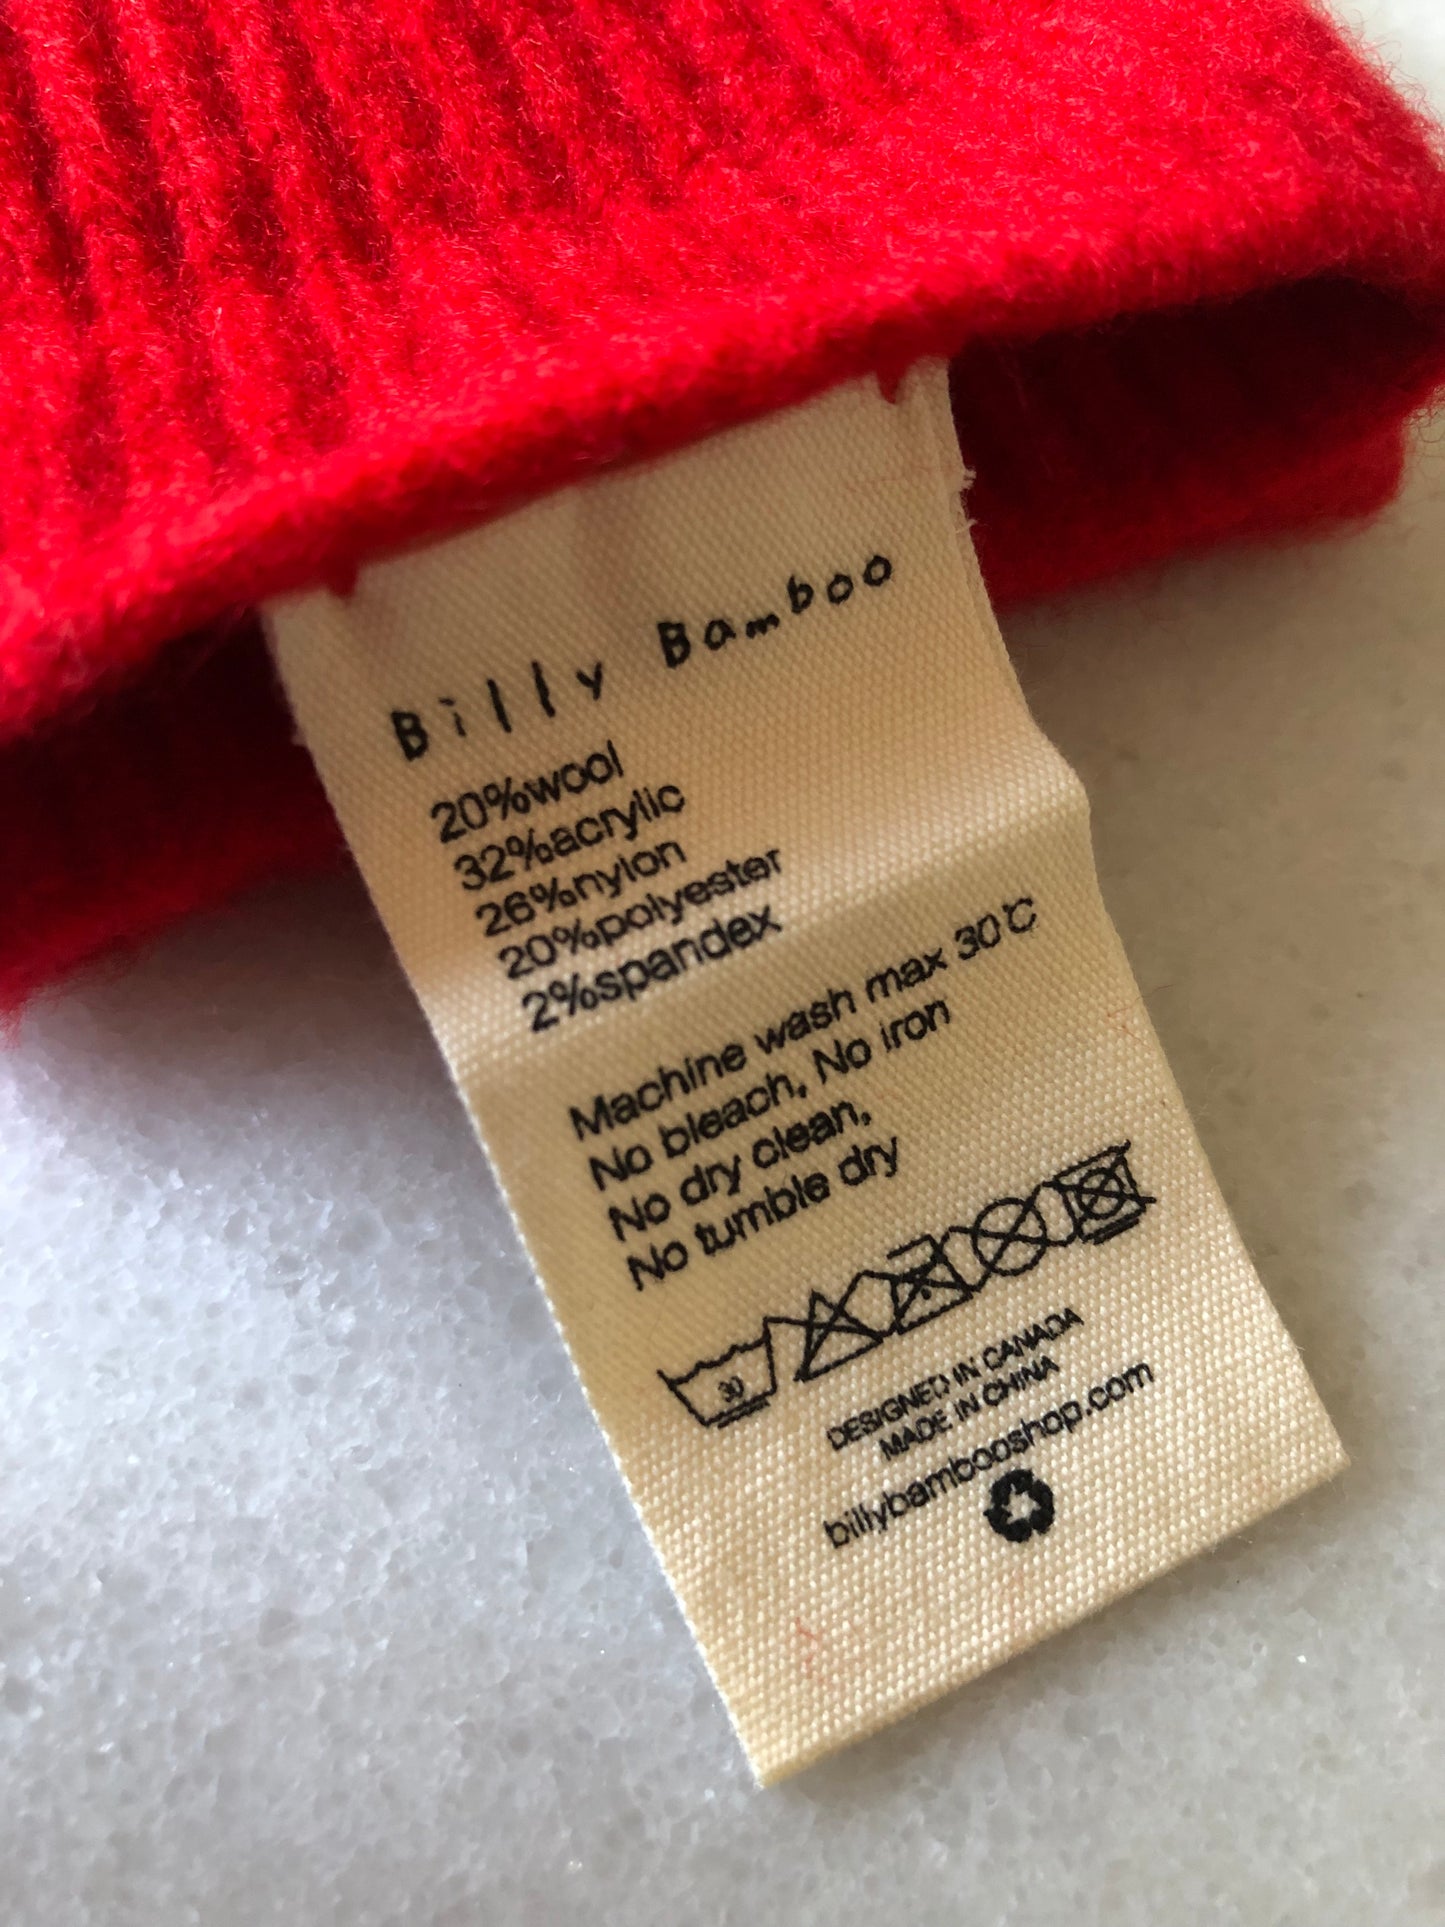 Billy Bamboo
20%wool
32%acrylic
26%nylon
20%polyester
2%spandex
Machine wash max 30℃
No bleach, No iron
No dry clean,
No tumble dry
30
DESIGNED IN CANADA
MADE IN CHINA
billybambooshop.com